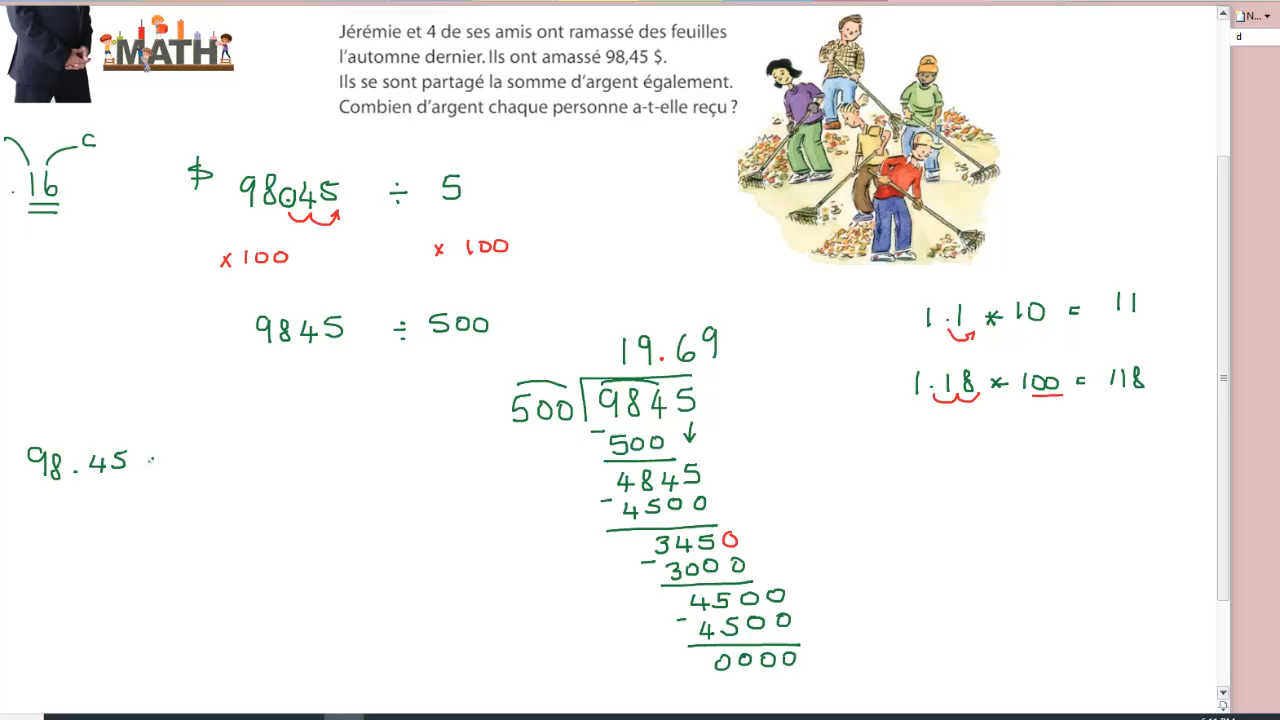 MATH
Jérémie et 4 de ses amis ont ramassé des feuilles
l'automne dernier. Ils ont amassé 98,45 $.
Ils se sont partagé la somme d'argent également.
Combien d'argent chaque personne a-t-elle reçu ?
N...
d
C
.16
$ 98.45 ÷ 5
× 100 × 100
9845 ÷ 500
1.1 * 10 = 11
1.18 * 100 = 118
19.69
500 9845
- 500
4845
- 4500
3450
- 3000
4500
- 4500
0000
98.45